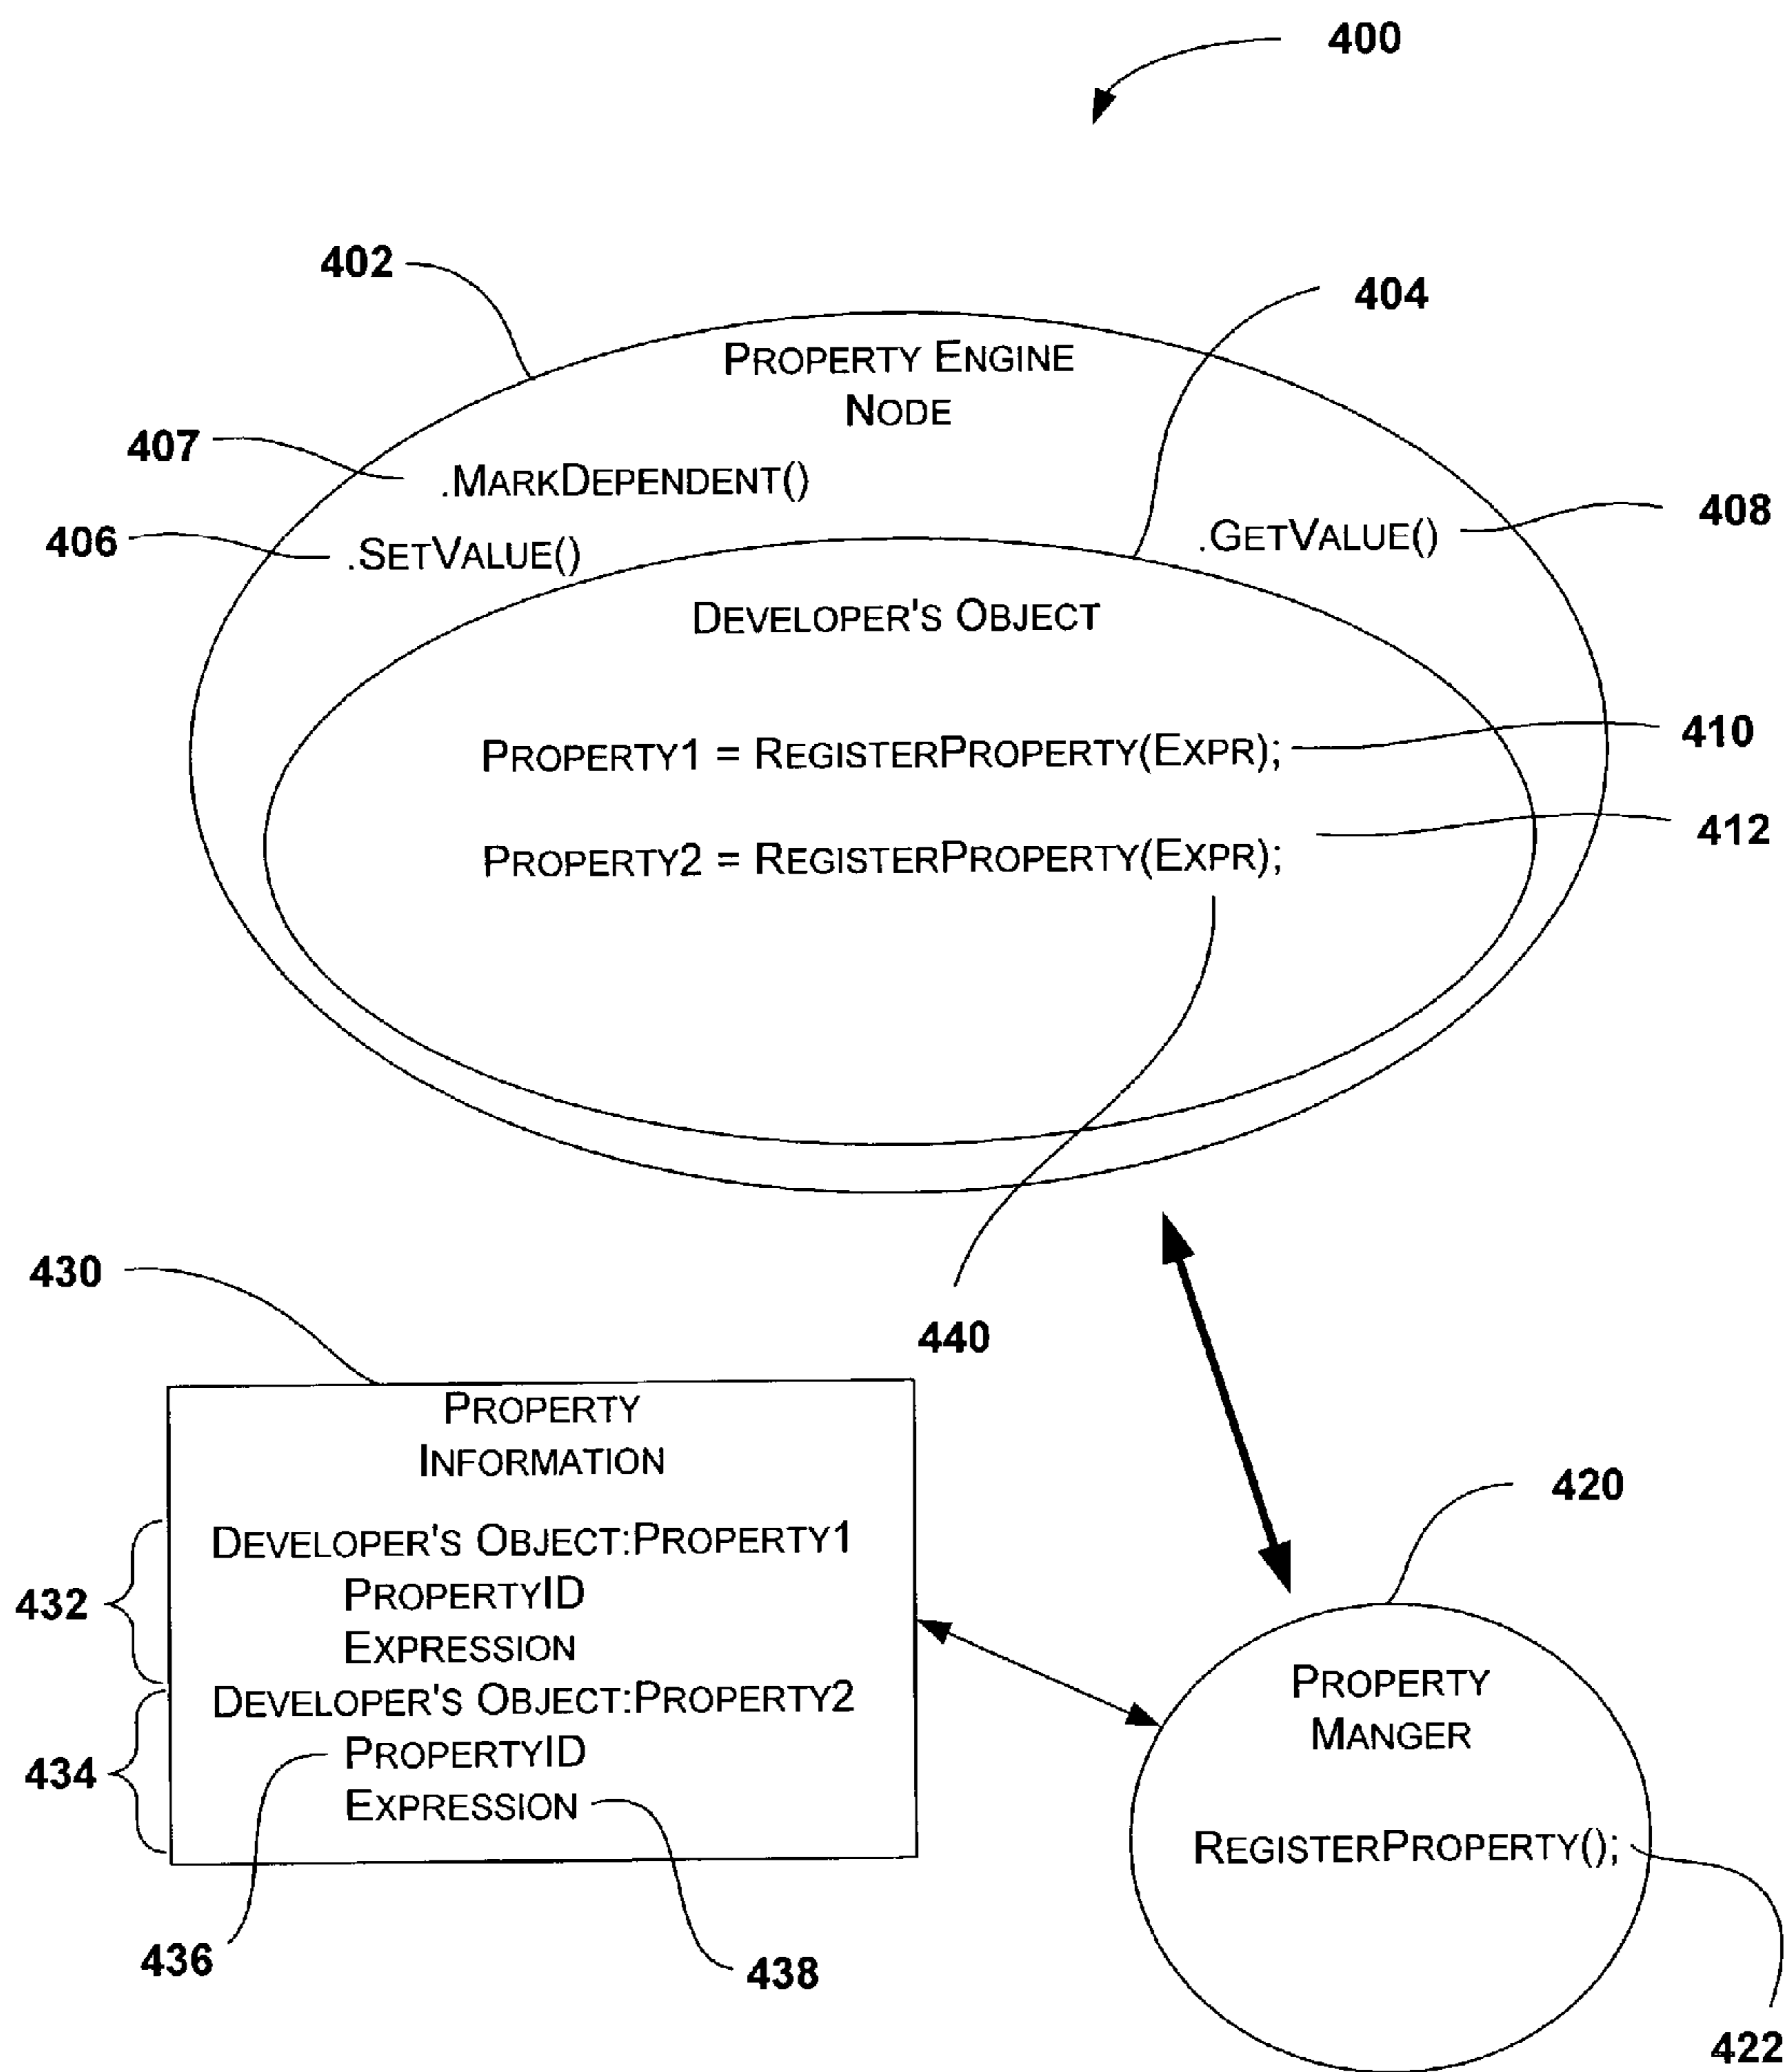 400
402
404
PROPERTY ENGINE
NODE
407
.MARKDEPENDENT()
406
.SETVALUE()
.GETVALUE()
408
DEVELOPER'S OBJECT
PROPERTY1 = REGISTERPROPERTY(EXPR);
410
PROPERTY2 = REGISTERPROPERTY(EXPR);
412
430
440
PROPERTY
INFORMATION
DEVELOPER'S OBJECT:PROPERTY1
432
PROPERTYID
EXPRESSION
DEVELOPER'S OBJECT:PROPERTY2
434
PROPERTYID
EXPRESSION
436
438
420
PROPERTY
MANGER
REGISTERPROPERTY();
422